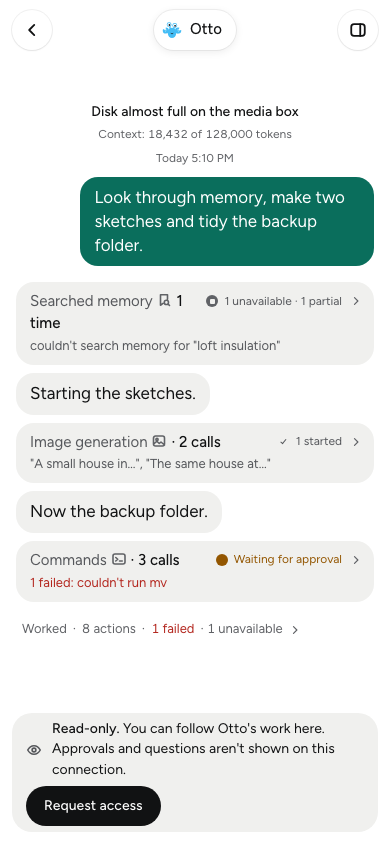 Otto
Disk almost full on the media box
Context: 18,432 of 128,000 tokens
Today 5:10 PM
Look through memory, make two
sketches and tidy the backup
folder.
Searched memory 1 1 unavailable · 1 partial
time
couldn't search memory for "loft insulation"
Starting the sketches.
Image generation · 2 calls 1 started
"A small house in…", "The same house at…"
Now the backup folder.
Commands · 3 calls Waiting for approval
1 failed: couldn't run mv
Worked · 8 actions · 1 failed · 1 unavailable
Read-only. You can follow Otto's work here.
Approvals and questions aren't shown on this
connection.
Request access